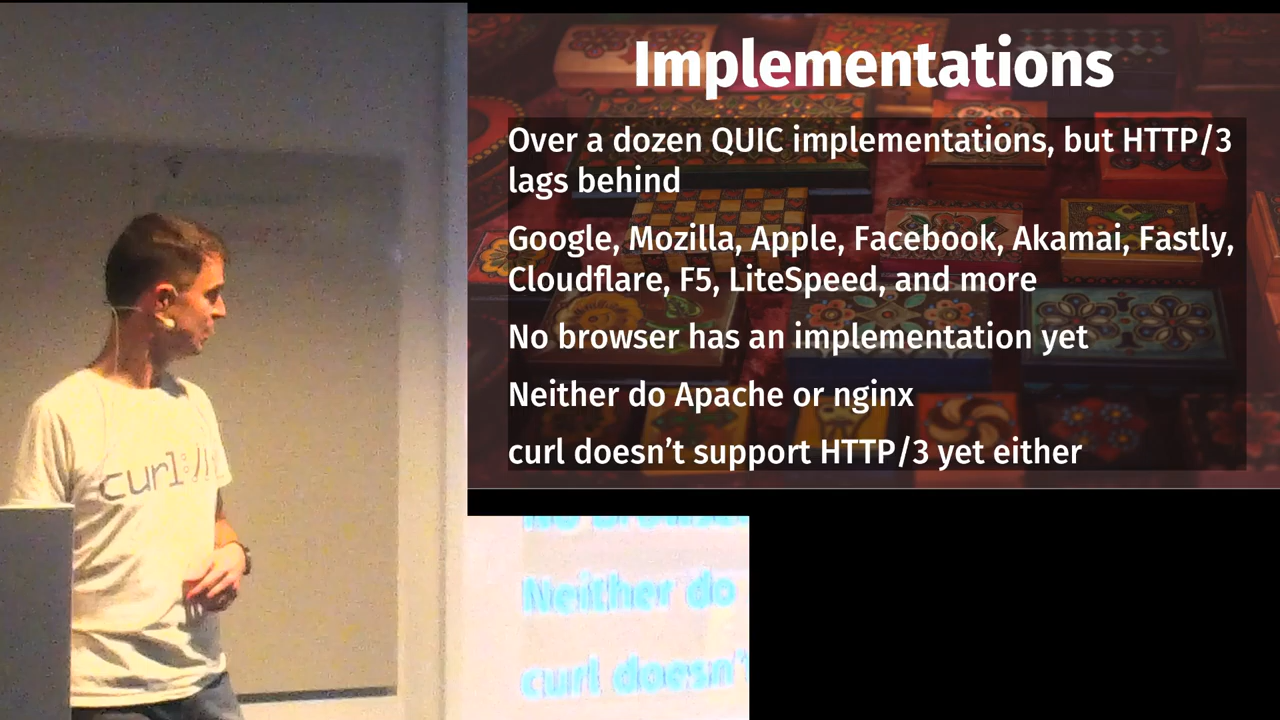 Implementations
Over a dozen QUIC implementations, but HTTP/3
lags behind
Google, Mozilla, Apple, Facebook, Akamai, Fastly,
Cloudflare, F5, LiteSpeed, and more
No browser has an implementation yet
Neither do Apache or nginx
curl doesn’t support HTTP/3 yet either
curl://
No browser
Neither do
curl doesn’t